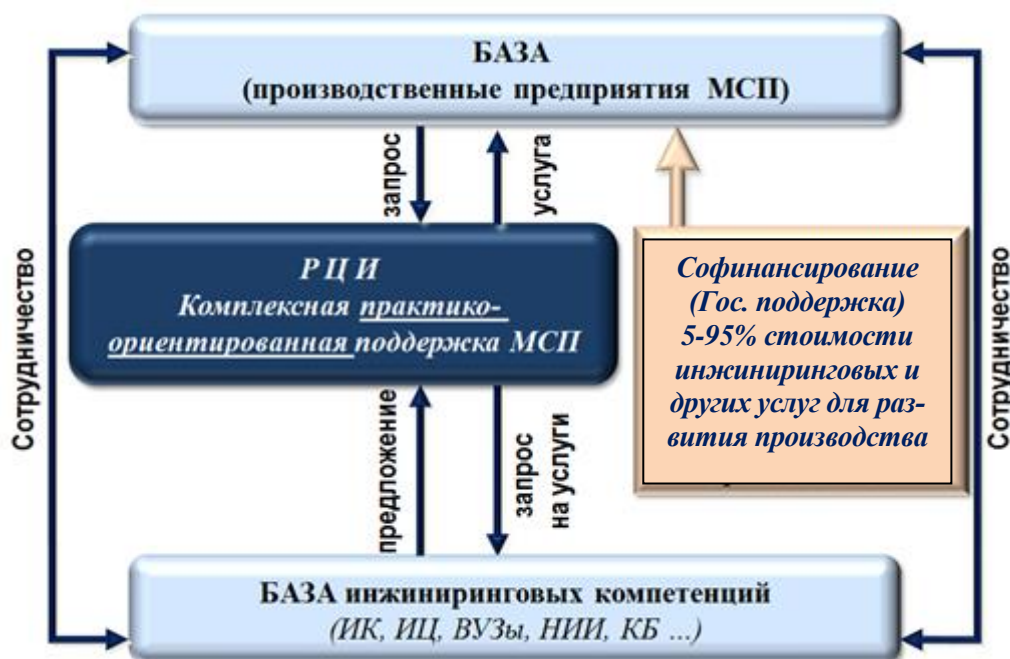 БАЗА
(производственные предприятия МСП)
запрос
услуга
Р Ц И
Комплексная практико-
ориентированная поддержка МСП
Софинансирование
(Гос. поддержка)
5-95% стоимости
инжиниринговых и
других услуг для раз-
вития производства
Сотрудничество
Сотрудничество
предложение
запрос
на услуги
БАЗА инжиниринговых компетенций
(ИК, ИЦ, ВУЗы, НИИ, КБ ...)